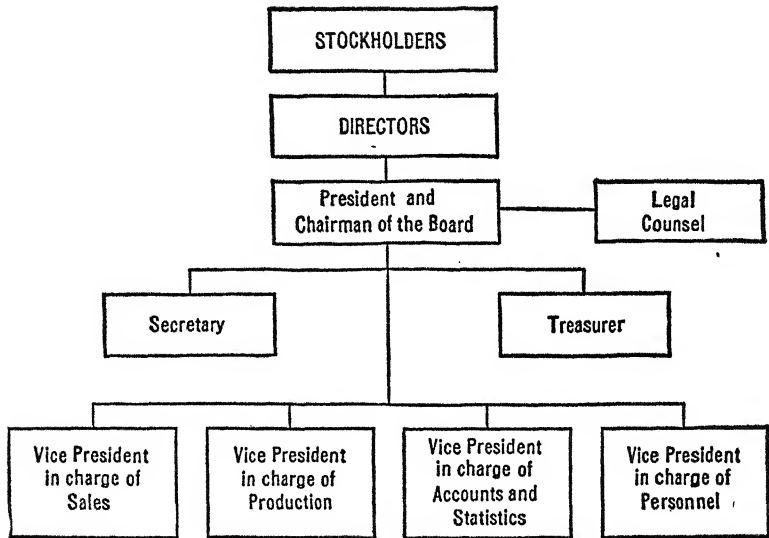 STOCKHOLDERS
DIRECTORS
President and
Chairman of the Board
Legal
Counsel
Secretary
Treasurer
Vice President
in charge of
Sales
Vice President
in charge of
Production
Vice President
in charge of
Accounts and
Statistics
Vice President
in charge of
Personnel